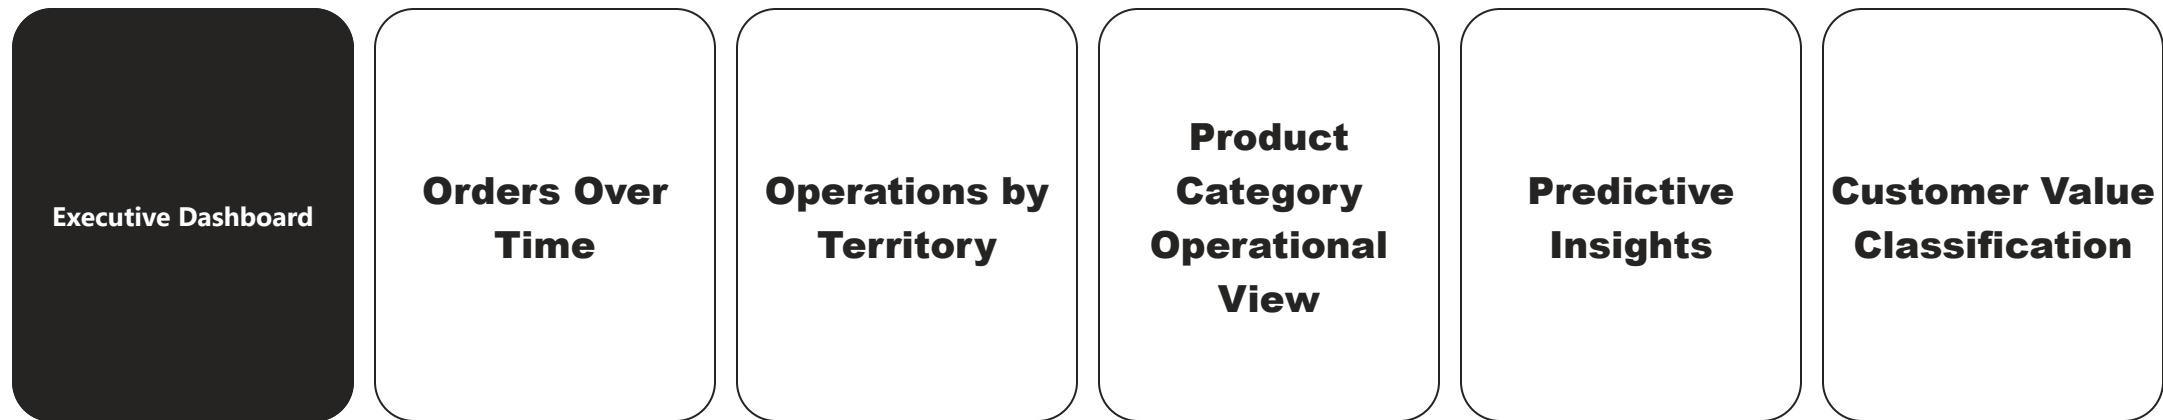 Executive Dashboard
Orders Over
Time
Operations by
Territory
Product
Category
Operational
View
Predictive
Insights
Customer Value
Classification